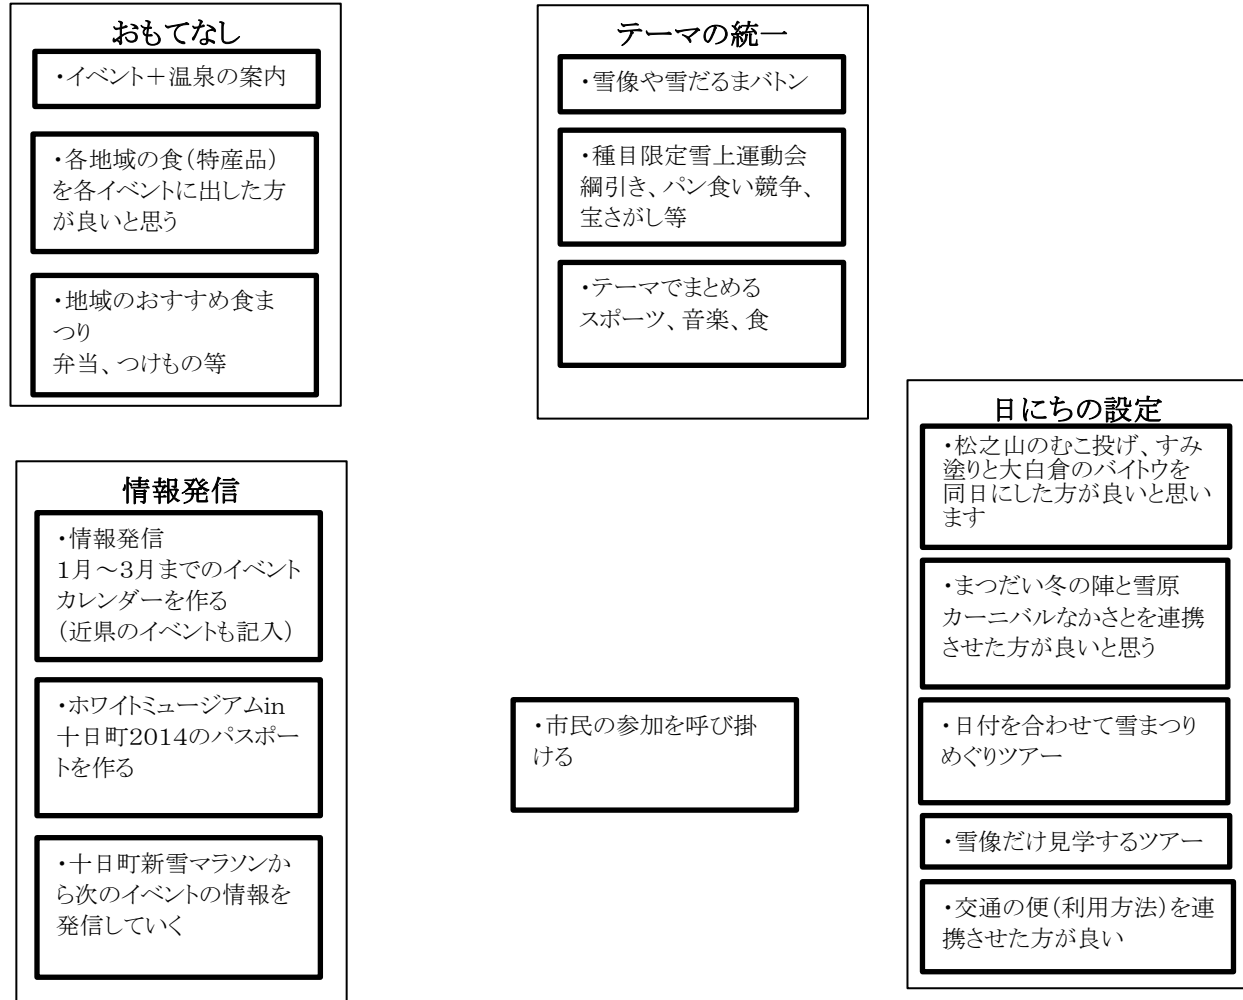 おもてなし
・イベント＋温泉の案内
・各地域の食（特産品）
を各イベントに出した方
が良いと思う
・地域のおすすめ食ま
つり
弁当、つけもの等
テーマの統一
・雪像や雪だるまバトン
・種目限定雪上運動会
綱引き、パン食い競争、
宝さがし等
・テーマでまとめる
スポーツ、音楽、食
日にちの設定
・松之山のむこ投げ、すみ
塗りと大白倉のバイトウを
同日にした方が良いと思い
ます
・まつだい冬の陣と雪原
カーニバルなかさとを連携
させた方が良いと思う
・日付を合わせて雪まつり
めぐりツアー
・雪像だけ見学するツアー
・交通の便（利用方法）を連
携させた方が良い
情報発信
・情報発信
１月～３月までのイベント
カレンダーを作る
（近県のイベントも記入）
・ホワイトミュージアムin
十日町2014のパスポー
トを作る
・十日町新雪マラソンか
ら次のイベントの情報を
発信していく
・市民の参加を呼び掛
ける